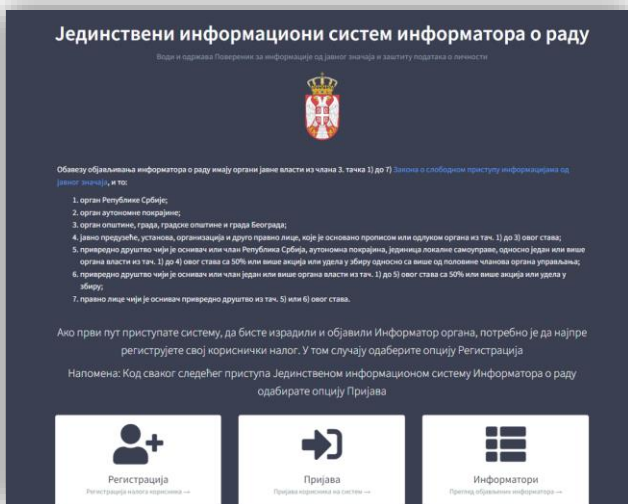 Јединствени информациони систем информатора о раду
Води и одржава Повереник за информације од јавног значаја и заштиту података о личности
Обавезу објављивања информатора о раду имају органи јавне власти из члана 3. тачка 1) до 7) Закона о слободном приступу информацијама од
јавног значаја, и то:
1. орган Републике Србије;
2. орган аутономне покрајине;
3. орган општине, града, градске општине и града Београда;
4. јавно предузеће, установа, организација и друго правно лице, које је основано прописом или одлуком органа из тач. 1) до 3) овог става;
5. привредно друштво чији је оснивач или члан Република Србија, аутономна покрајина, јединица локалне самоуправе, односно један или више
органа власти из тач. 1) до 4) овог става са 50% или више акција или удела у збиру односно са више од половине чланова органа управљања;
6. привредно друштво чији је оснивач или члан један или више органа власти из тач. 1) до 5) овог става са 50% или више акција или удела у
збиру;
7. правно лице чији је оснивач привредно друштво из тач. 5) или 6) овог става.
Ако први пут приступате систему, да бисте израдили и објавили Информатор органа, потребно је да најпре
региструјете свој кориснички налог. У том случају одаберите опцију Регистрација
Напомена: Код сваког следећег приступа Јединственом информационом систему Информатора о раду
одабирате опцију Пријава
Регистрација
Регистрација налога корисника →
Пријава
Пријава корисника на систем →
Информатори
Преглед објављених информатора →